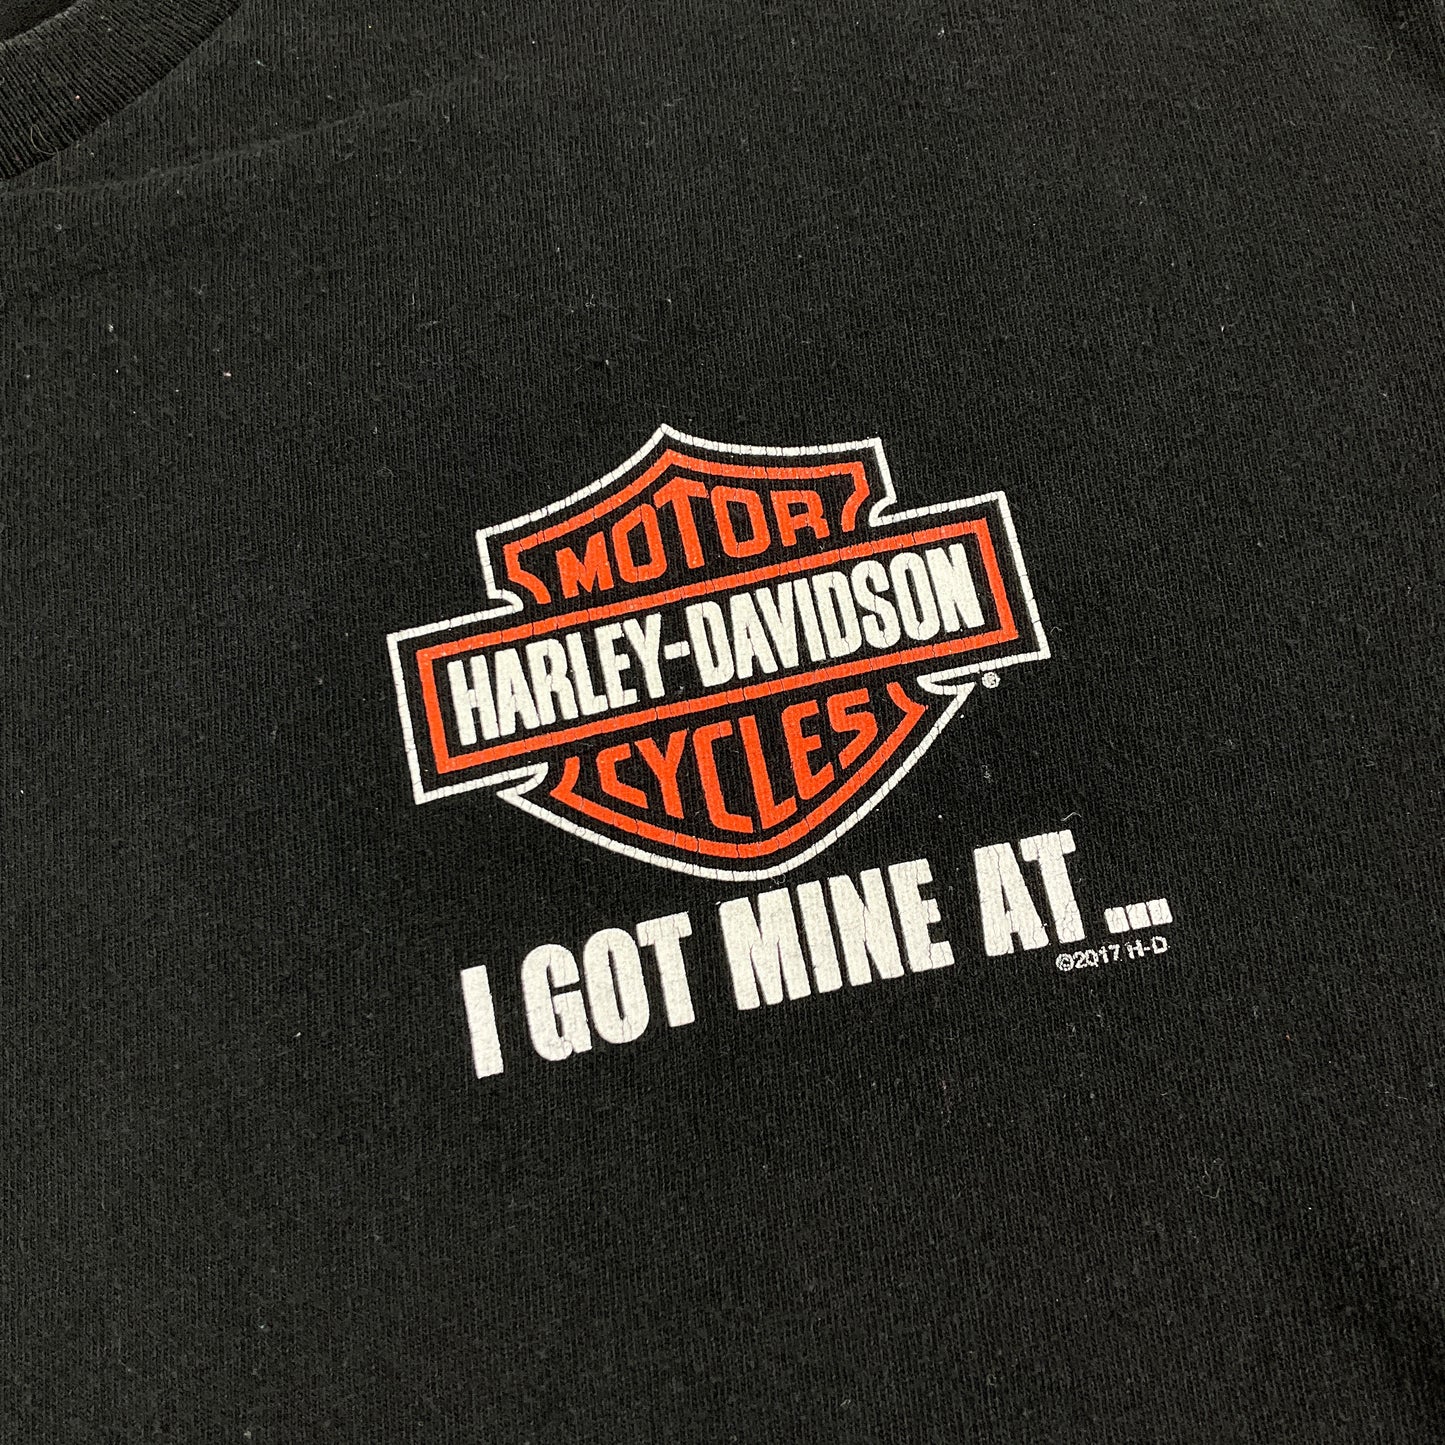 MOTOR
HARLEY-DAVIDSON
®
CYCLES
I GOT MINE AT...
©2017 H-D